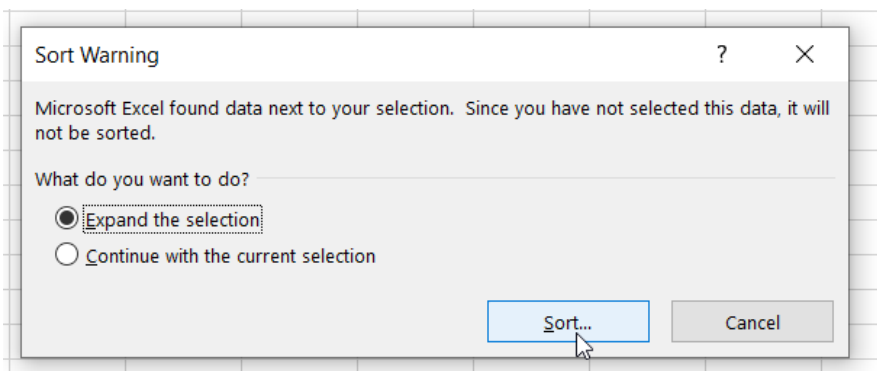 Sort Warning
?
Microsoft Excel found data next to your selection.  Since you have not selected this data, it will
not be sorted.
What do you want to do?
Expand the selection
Continue with the current selection
Sort... Cancel